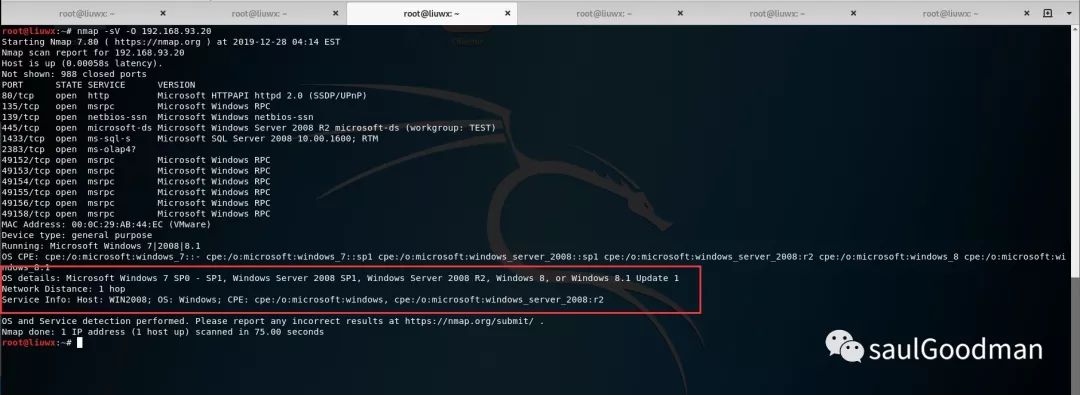 root@liuwx: ~
root@liuwx: ~
root@liuwx: ~
root@liuwx: ~
root@liuwx: ~
root@liuwx: ~
root@liuwx:~# nmap -sV -O 192.168.93.20
Starting Nmap 7.80 ( https://nmap.org ) at 2019-12-28 04:14 EST
Nmap scan report for 192.168.93.20
Host is up (0.00058s latency).
Not shown: 988 closed ports
PORT      STATE SERVICE      VERSION
80/tcp    open  http         Microsoft HTTPAPI httpd 2.0 (SSDP/UPnP)
135/tcp   open  msrpc        Microsoft Windows RPC
139/tcp   open  netbios-ssn  Microsoft Windows netbios-ssn
445/tcp   open  microsoft-ds Microsoft Windows Server 2008 R2 microsoft-ds (workgroup: TEST)
1433/tcp  open  ms-sql-s     Microsoft SQL Server 2008 10.00.1600; RTM
2383/tcp  open  ms-olap4?
49152/tcp open  msrpc        Microsoft Windows RPC
49153/tcp open  msrpc        Microsoft Windows RPC
49154/tcp open  msrpc        Microsoft Windows RPC
49155/tcp open  msrpc        Microsoft Windows RPC
49156/tcp open  msrpc        Microsoft Windows RPC
49158/tcp open  msrpc        Microsoft Windows RPC
MAC Address: 00:0C:29:AB:44:EC (VMware)
Device type: general purpose
Running: Microsoft Windows 7|2008|8.1
OS CPE: cpe:/o:microsoft:windows_7::- cpe:/o:microsoft:windows_7::sp1 cpe:/o:microsoft:windows_server_2008::sp1 cpe:/o:microsoft:windows_server_2008:r2 cpe:/o:microsoft:windows_8 cpe:/o:microsoft:wi
ndows_8.1
OS details: Microsoft Windows 7 SP0 - SP1, Windows Server 2008 SP1, Windows Server 2008 R2, Windows 8, or Windows 8.1 Update 1
Network Distance: 1 hop
Service Info: Host: WIN2008; OS: Windows; CPE: cpe:/o:microsoft:windows, cpe:/o:microsoft:windows_server_2008:r2
OS and Service detection performed. Please report any incorrect results at https://nmap.org/submit/ .
Nmap done: 1 IP address (1 host up) scanned in 75.00 seconds
root@liuwx:~#
saulGoodman